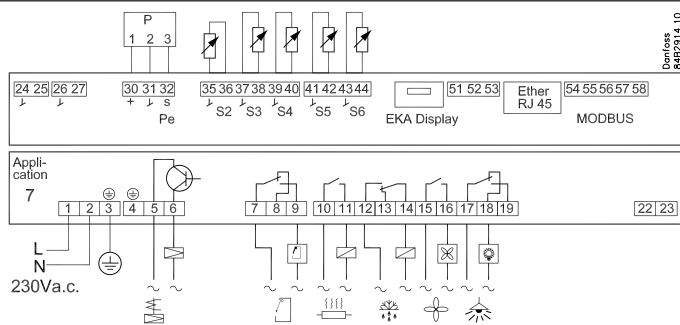 P
1 2 3
Danfoss
84B2914.10
24 25 26 27 30 31 32 35 36 37 38 39 40 41 42 43 44 51 52 53 Ether RJ 45 54 55 56 57 58
+ s S2 S3 S4 S5 S6
Pe EKA Display MODBUS
Appli-
cation
7
1 2 3 4 5 6 7 8 9 10 11 12 13 14 15 16 17 18 19 22 23
L
N
230Va.c.